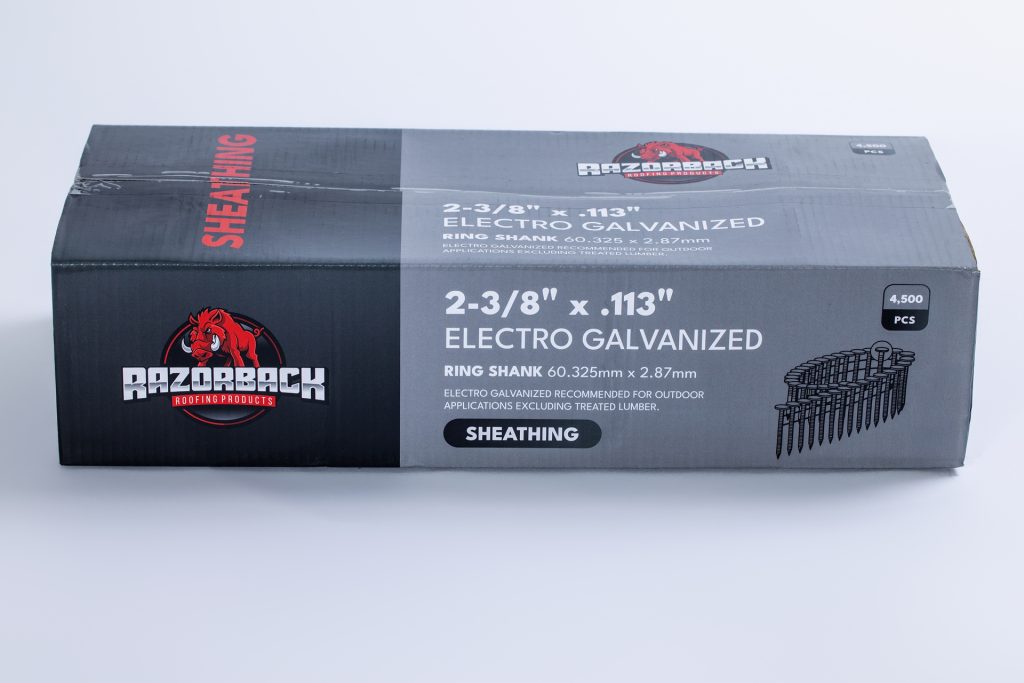 SHEATHING
RAZORBACK
ROOFING PRODUCTS
4,500
PCS
2-3/8" x .113"
ELECTRO GALVANIZED
RING SHANK 60.325 x 2.87mm
ELECTRO GALVANIZED RECOMMENDED FOR OUTDOOR
APPLICATIONS EXCLUDING TREATED LUMBER.
RAZORBACK
ROOFING PRODUCTS
2-3/8" x .113"
ELECTRO GALVANIZED
RING SHANK 60.325mm x 2.87mm
ELECTRO GALVANIZED RECOMMENDED FOR OUTDOOR
APPLICATIONS EXCLUDING TREATED LUMBER.
SHEATHING
4,500
PCS